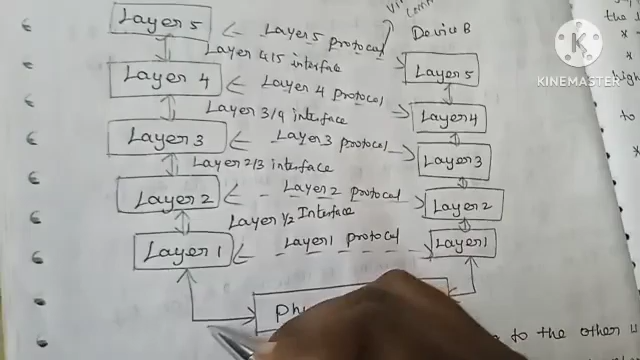 Device B
Layer 5
Layer 5 protocol
Layer 5
Layer 4/5 interface
Layer 4
Layer 4 protocol
Layer 4
Layer 3/4 interface
Layer 3
Layer 3 protocol
Layer 3
Layer 2/3 interface
Layer 2
Layer 2 protocol
Layer 2
Layer 1/2 Interface
Layer 1
Layer 1 protocol
Layer 1
to the other
KINEMASTER